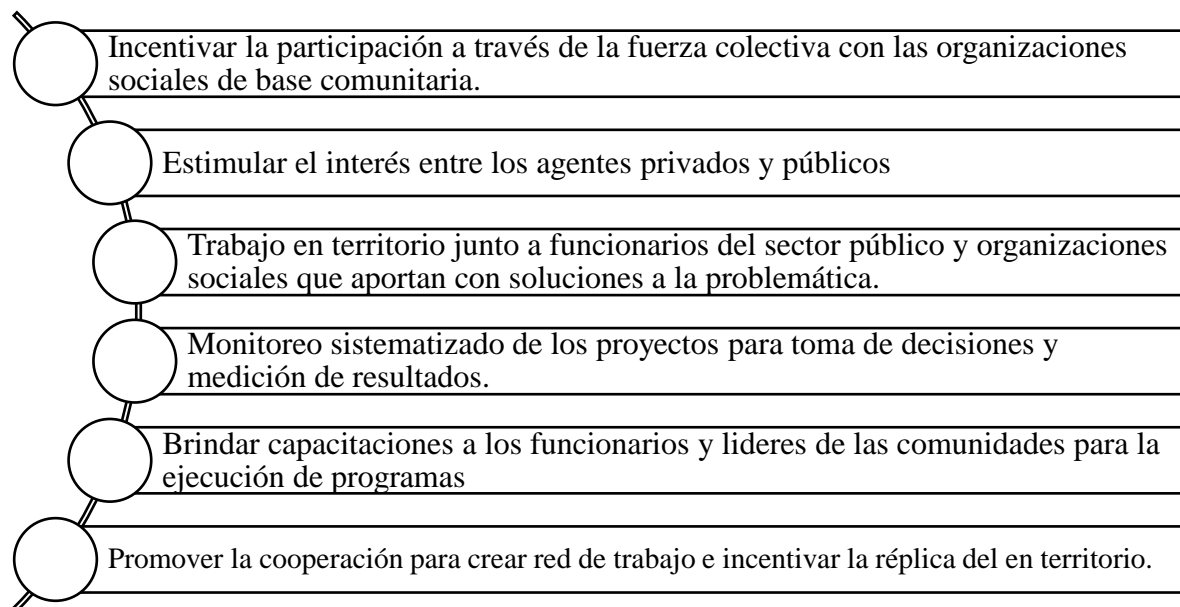 Incentivar la participación a través de la fuerza colectiva con las organizaciones
sociales de base comunitaria.
Estimular el interés entre los agentes privados y públicos
Trabajo en territorio junto a funcionarios del sector público y organizaciones
sociales que aportan con soluciones a la problemática.
Monitoreo sistematizado de los proyectos para toma de decisiones y
medición de resultados.
Brindar capacitaciones a los funcionarios y lideres de las comunidades para la
ejecución de programas
Promover la cooperación para crear red de trabajo e incentivar la réplica del en territorio.